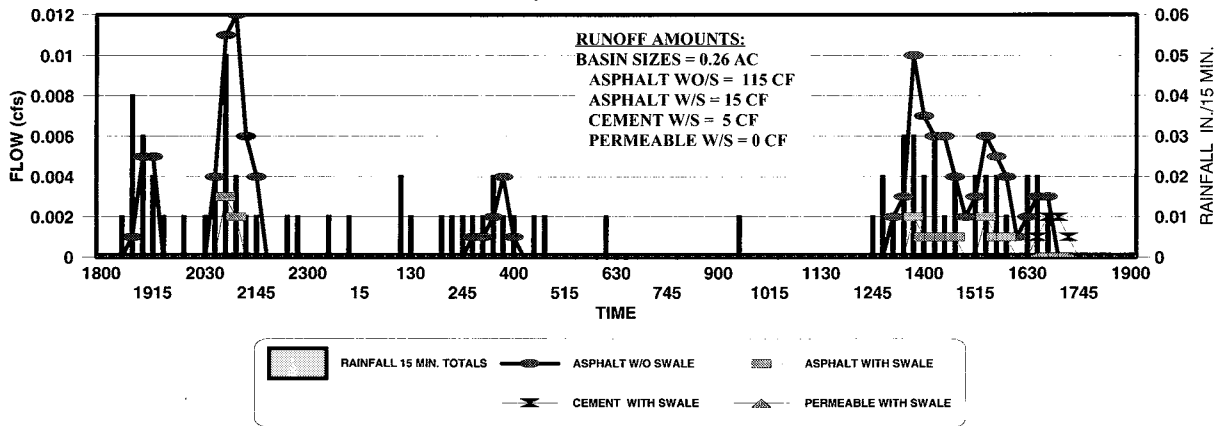 0.012
0.01
0.008
0.006
0.004
0.002
0
FLOW (cfs)
RUNOFF AMOUNTS:
BASIN SIZES = 0.26 AC
ASPHALT WO/S = 115 CF
ASPHALT W/S = 15 CF
CEMENT W/S = 5 CF
PERMEABLE W/S = 0 CF
0.06
0.05
0.04
0.03
0.02
0.01
0
RAINFALL IN./15 MIN.
1800 2030 2300 130 400 630 900 1130 1400 1630 1900
1915 2145 15 245 515 745 1015 1245 1515 1745
TIME
RAINFALL 15 MIN. TOTALS ASPHALT W/O SWALE ASPHALT WITH SWALE
CEMENT WITH SWALE PERMEABLE WITH SWALE